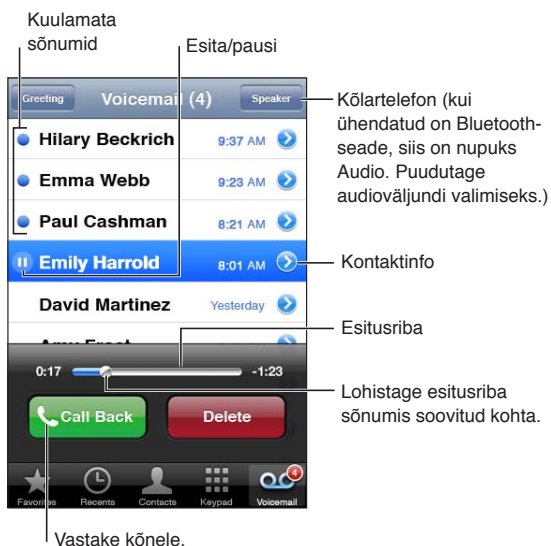 Kuulamata
sõnumid
Esita/pausi
Greeting
Voicemail (4)
Speaker
Kõlartelefon (kui
ühendatud on Bluetooth-
seade, siis on nupuks
Audio. Puudutage
audioväljundi valimiseks.)
Hilary Beckrich 9:37 AM
Emma Webb 9:23 AM
Paul Cashman 8:21 AM
Emily Harrold 8:01 AM
Kontaktinfo
David Martinez Yesterday
Esitusriba
0:17 -1:23
Lohistage esitusriba
sõnumis soovitud kohta.
Call Back
Delete
4
Favorites Recents Contacts Keypad Voicemail
Vastake kõnele.